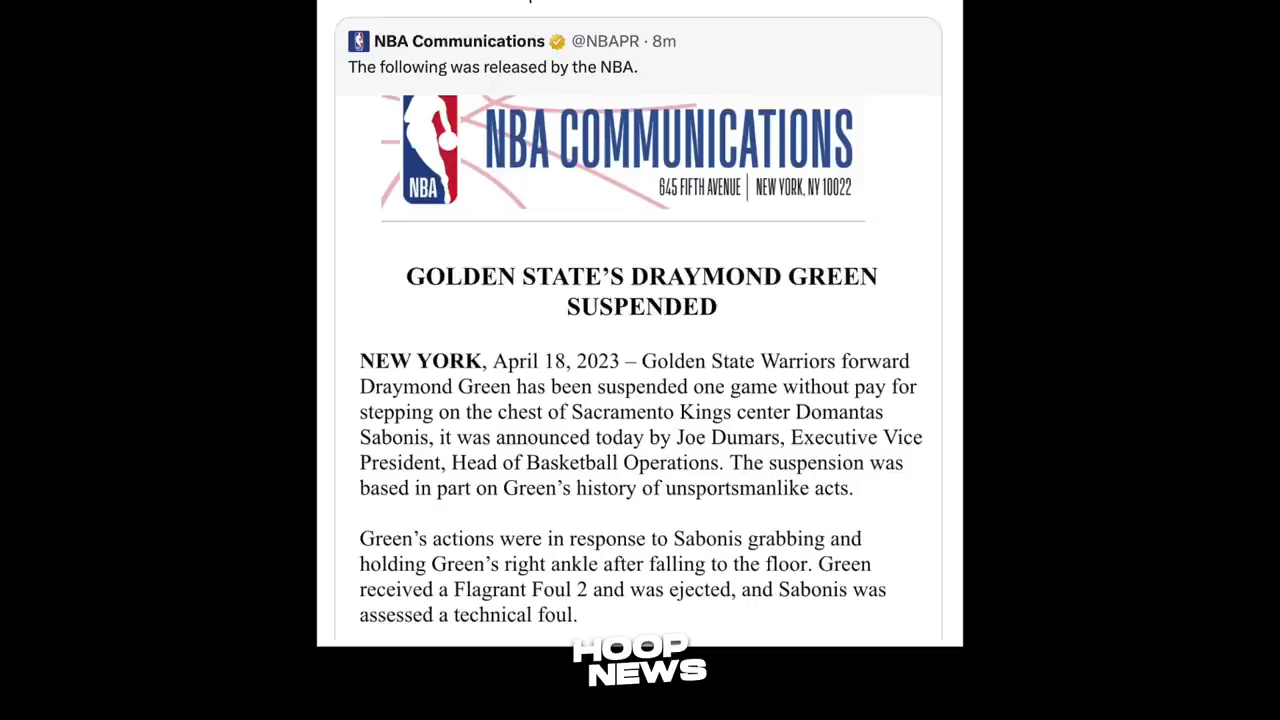 NBA Communications @NBAPR · 8m
The following was released by the NBA.
NBA
NBA COMMUNICATIONS
645 FIFTH AVENUE | NEW YORK, NY 10022
GOLDEN STATE’S DRAYMOND GREEN
SUSPENDED
NEW YORK, April 18, 2023 – Golden State Warriors forward
Draymond Green has been suspended one game without pay for
stepping on the chest of Sacramento Kings center Domantas
Sabonis, it was announced today by Joe Dumars, Executive Vice
President, Head of Basketball Operations. The suspension was
based in part on Green’s history of unsportsmanlike acts.
Green’s actions were in response to Sabonis grabbing and
holding Green’s right ankle after falling to the floor. Green
received a Flagrant Foul 2 and was ejected, and Sabonis was
assessed a technical foul.
HOOP
NEWS